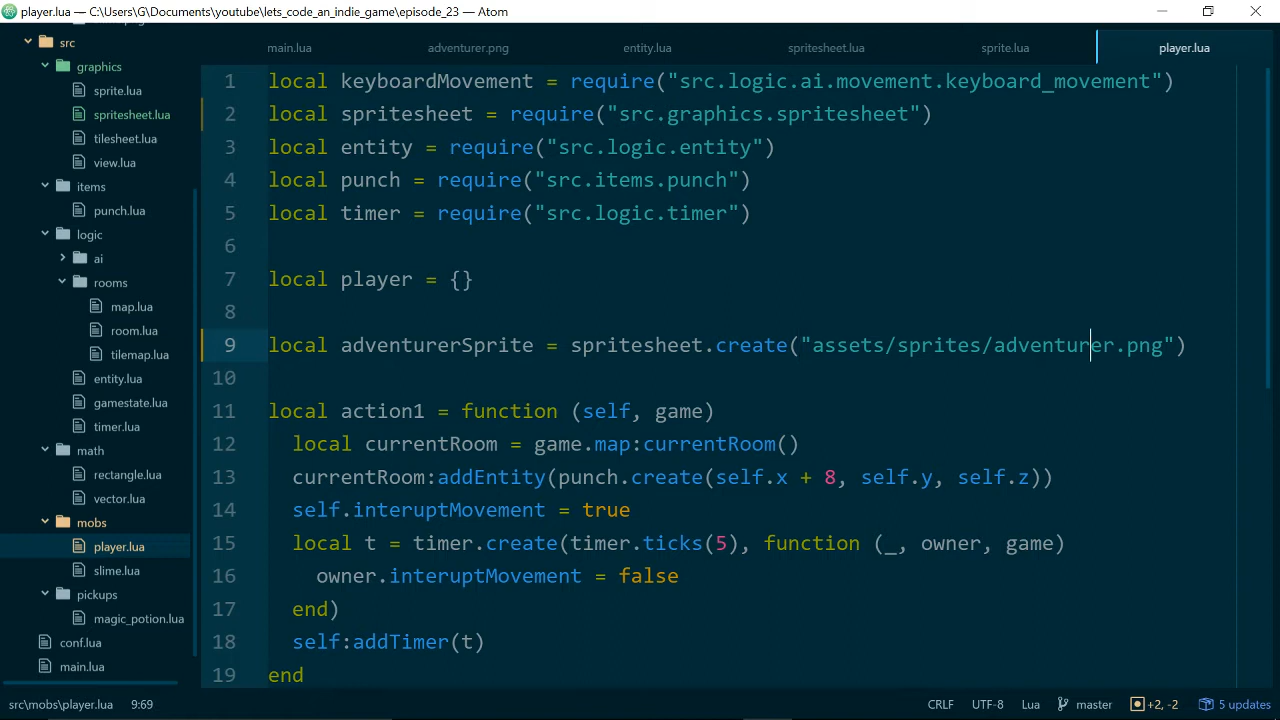 player.lua — C:\Users\G\Documents\youtube\lets_code_an_indie_game\episode_23 — Atom
src
graphics
sprite.lua
spritesheet.lua
tilesheet.lua
view.lua
items
punch.lua
logic
ai
rooms
map.lua
room.lua
tilemap.lua
entity.lua
gamestate.lua
timer.lua
math
rectangle.lua
vector.lua
mobs
player.lua
slime.lua
pickups
magic_potion.lua
conf.lua
main.lua
main.lua adventurer.png entity.lua spritesheet.lua sprite.lua player.lua
1 local keyboardMovement = require("src.logic.ai.movement.keyboard_movement")
2 local spritesheet = require("src.graphics.spritesheet")
3 local entity = require("src.logic.entity")
4 local punch = require("src.items.punch")
5 local timer = require("src.logic.timer")
6
7 local player = {}
8
9 local adventurerSprite = spritesheet.create("assets/sprites/adventurer.png")
10
11 local action1 = function (self, game)
12 local currentRoom = game.map:currentRoom()
13 currentRoom:addEntity(punch.create(self.x + 8, self.y, self.z))
14 self.interuptMovement = true
15 local t = timer.create(timer.ticks(5), function (_, owner, game)
16 owner.interuptMovement = false
17 end)
18 self:addTimer(t)
19 end
src\mobs\player.lua 9:69 CRLF UTF-8 Lua master +2, -2 5 updates